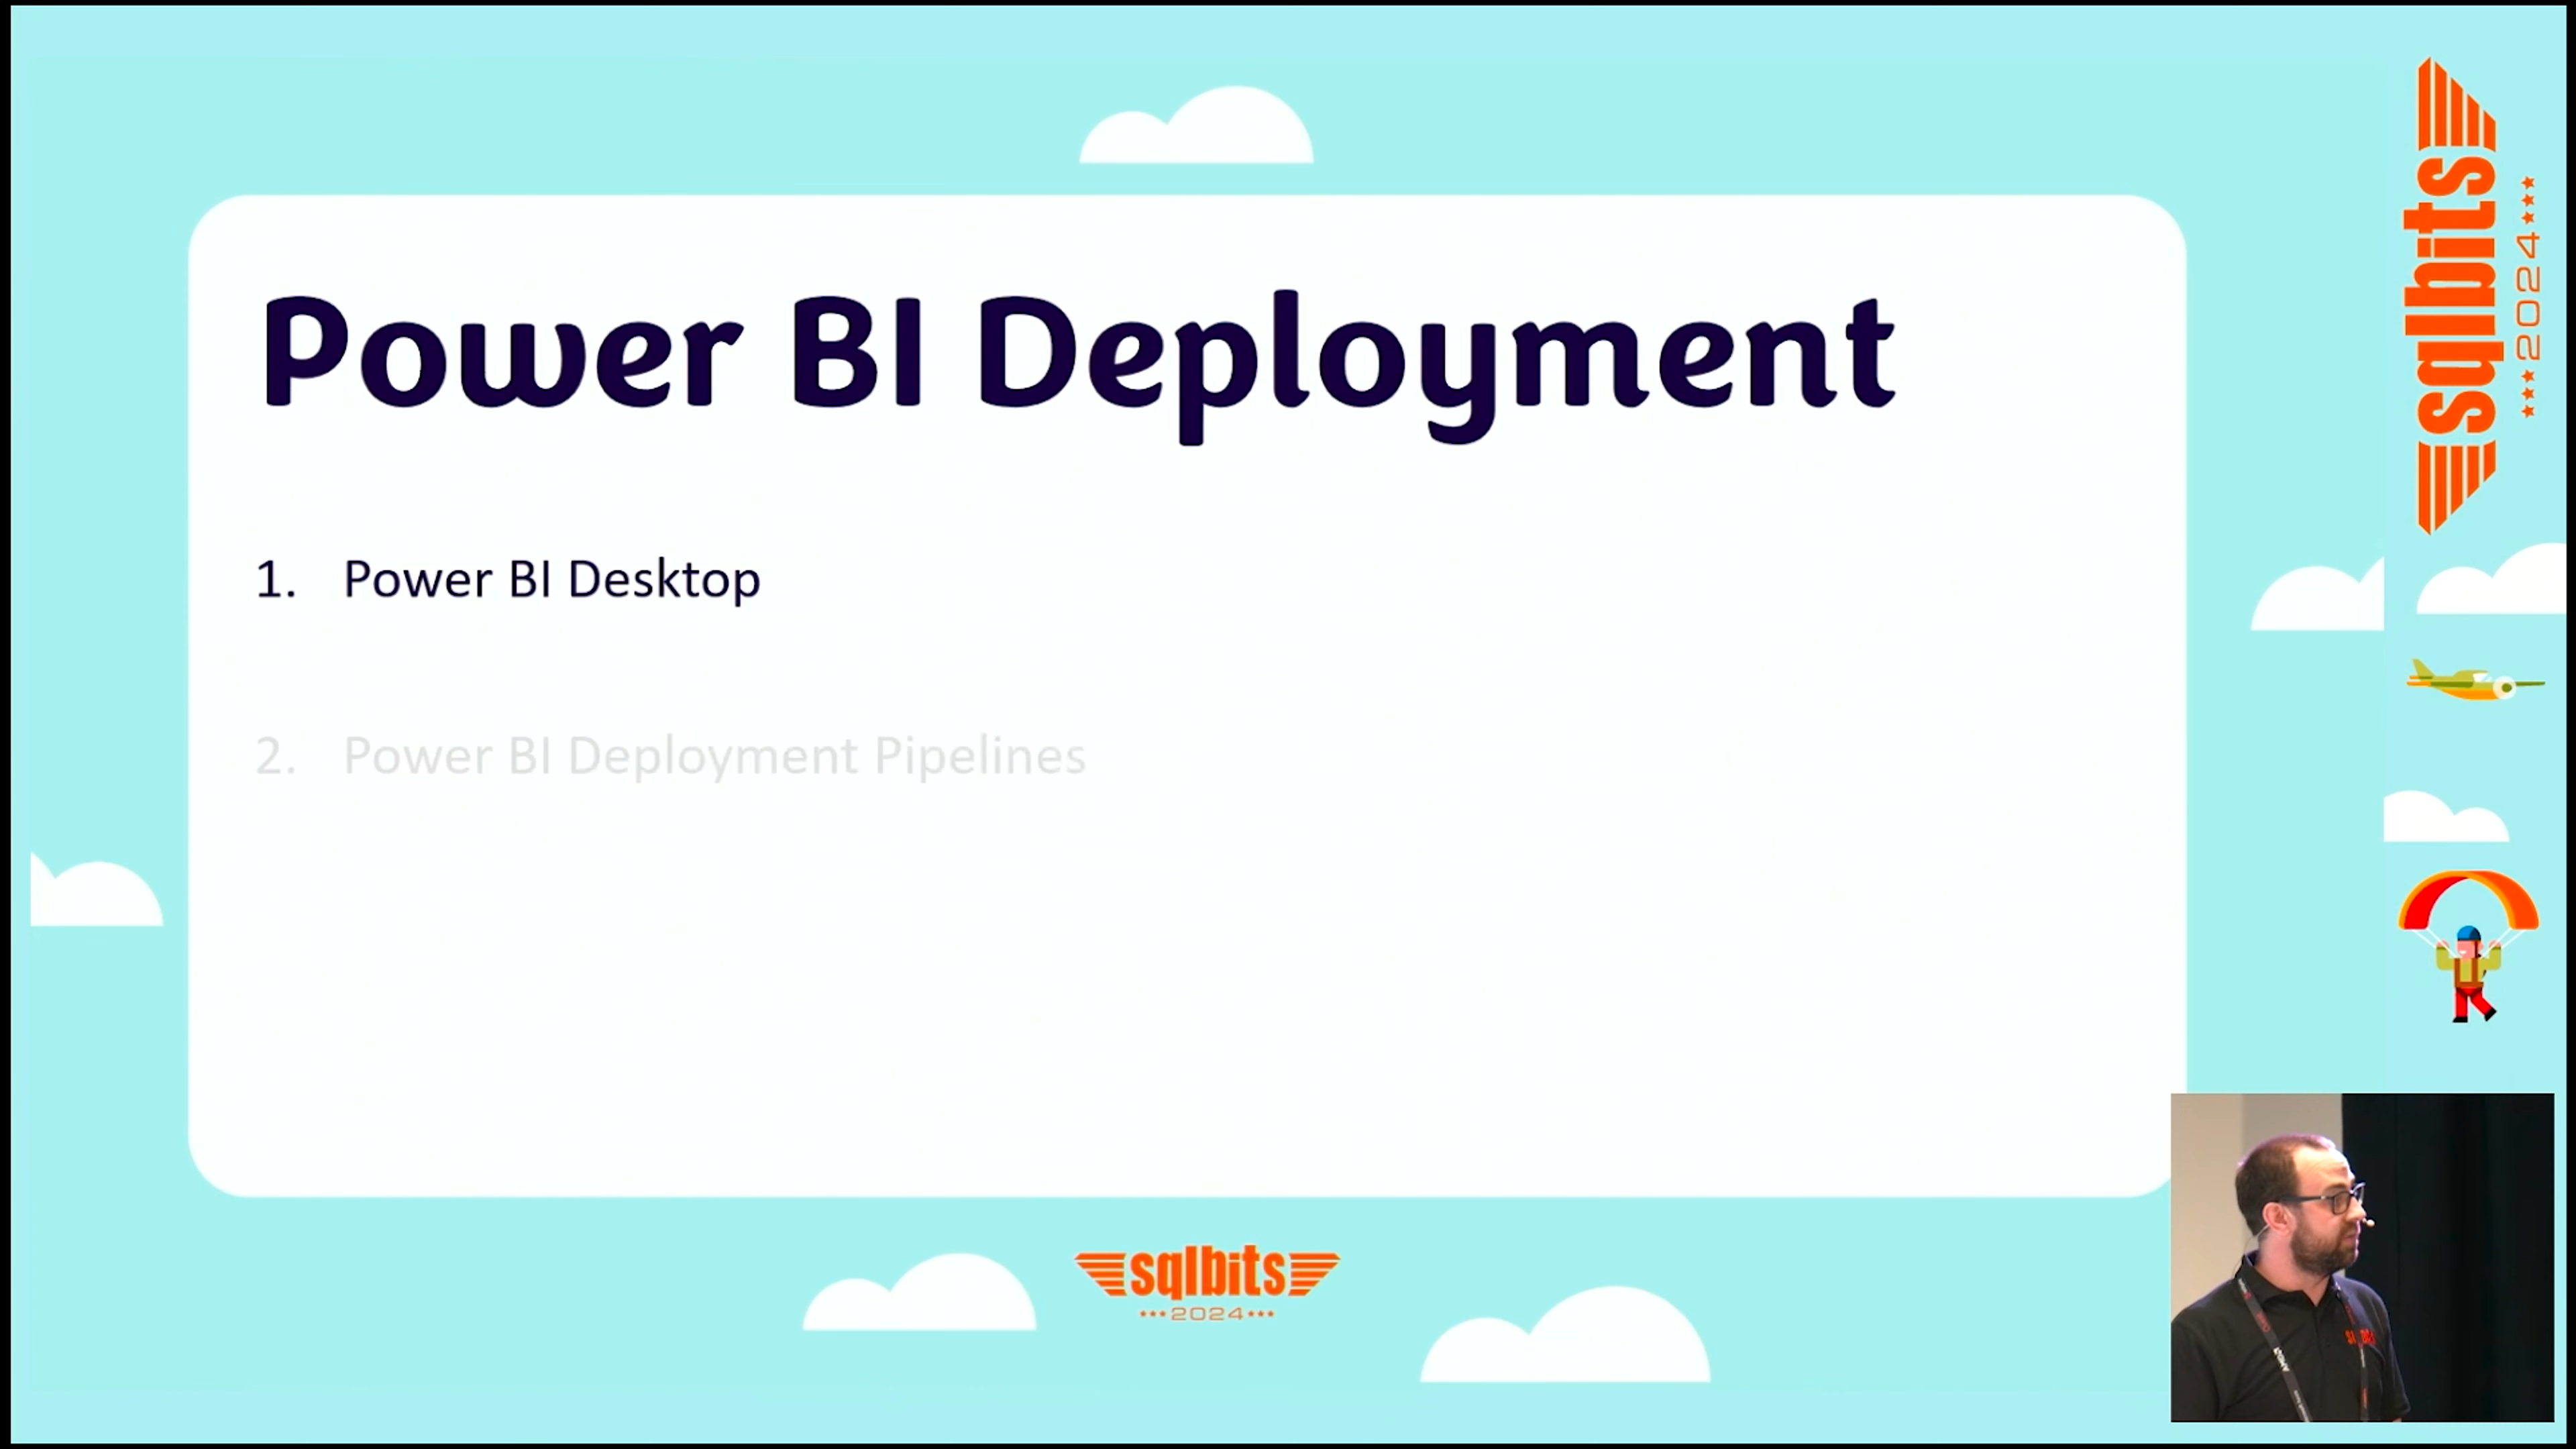 Power BI Deployment
1. Power BI Desktop
2. Power BI Deployment Pipelines
sqlbits
2024
sqlbits
2024